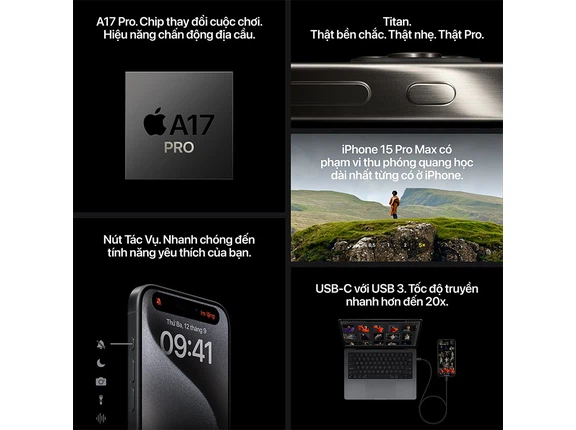 A17 Pro. Chip thay đổi cuộc chơi.
Hiệu năng chấn động địa cầu.
A17
PRO
Titan.
Thật bền chắc. Thật nhẹ. Thật Pro.
iPhone 15 Pro Max có
phạm vi thu phóng quang học
dài nhất từng có ở iPhone.
Nút Tác Vụ. Nhanh chóng đến
tính năng yêu thích của bạn.
Thứ Ba, 12 tháng 9
09:41
USB-C với USB 3. Tốc độ truyền
nhanh hơn đến 20x.